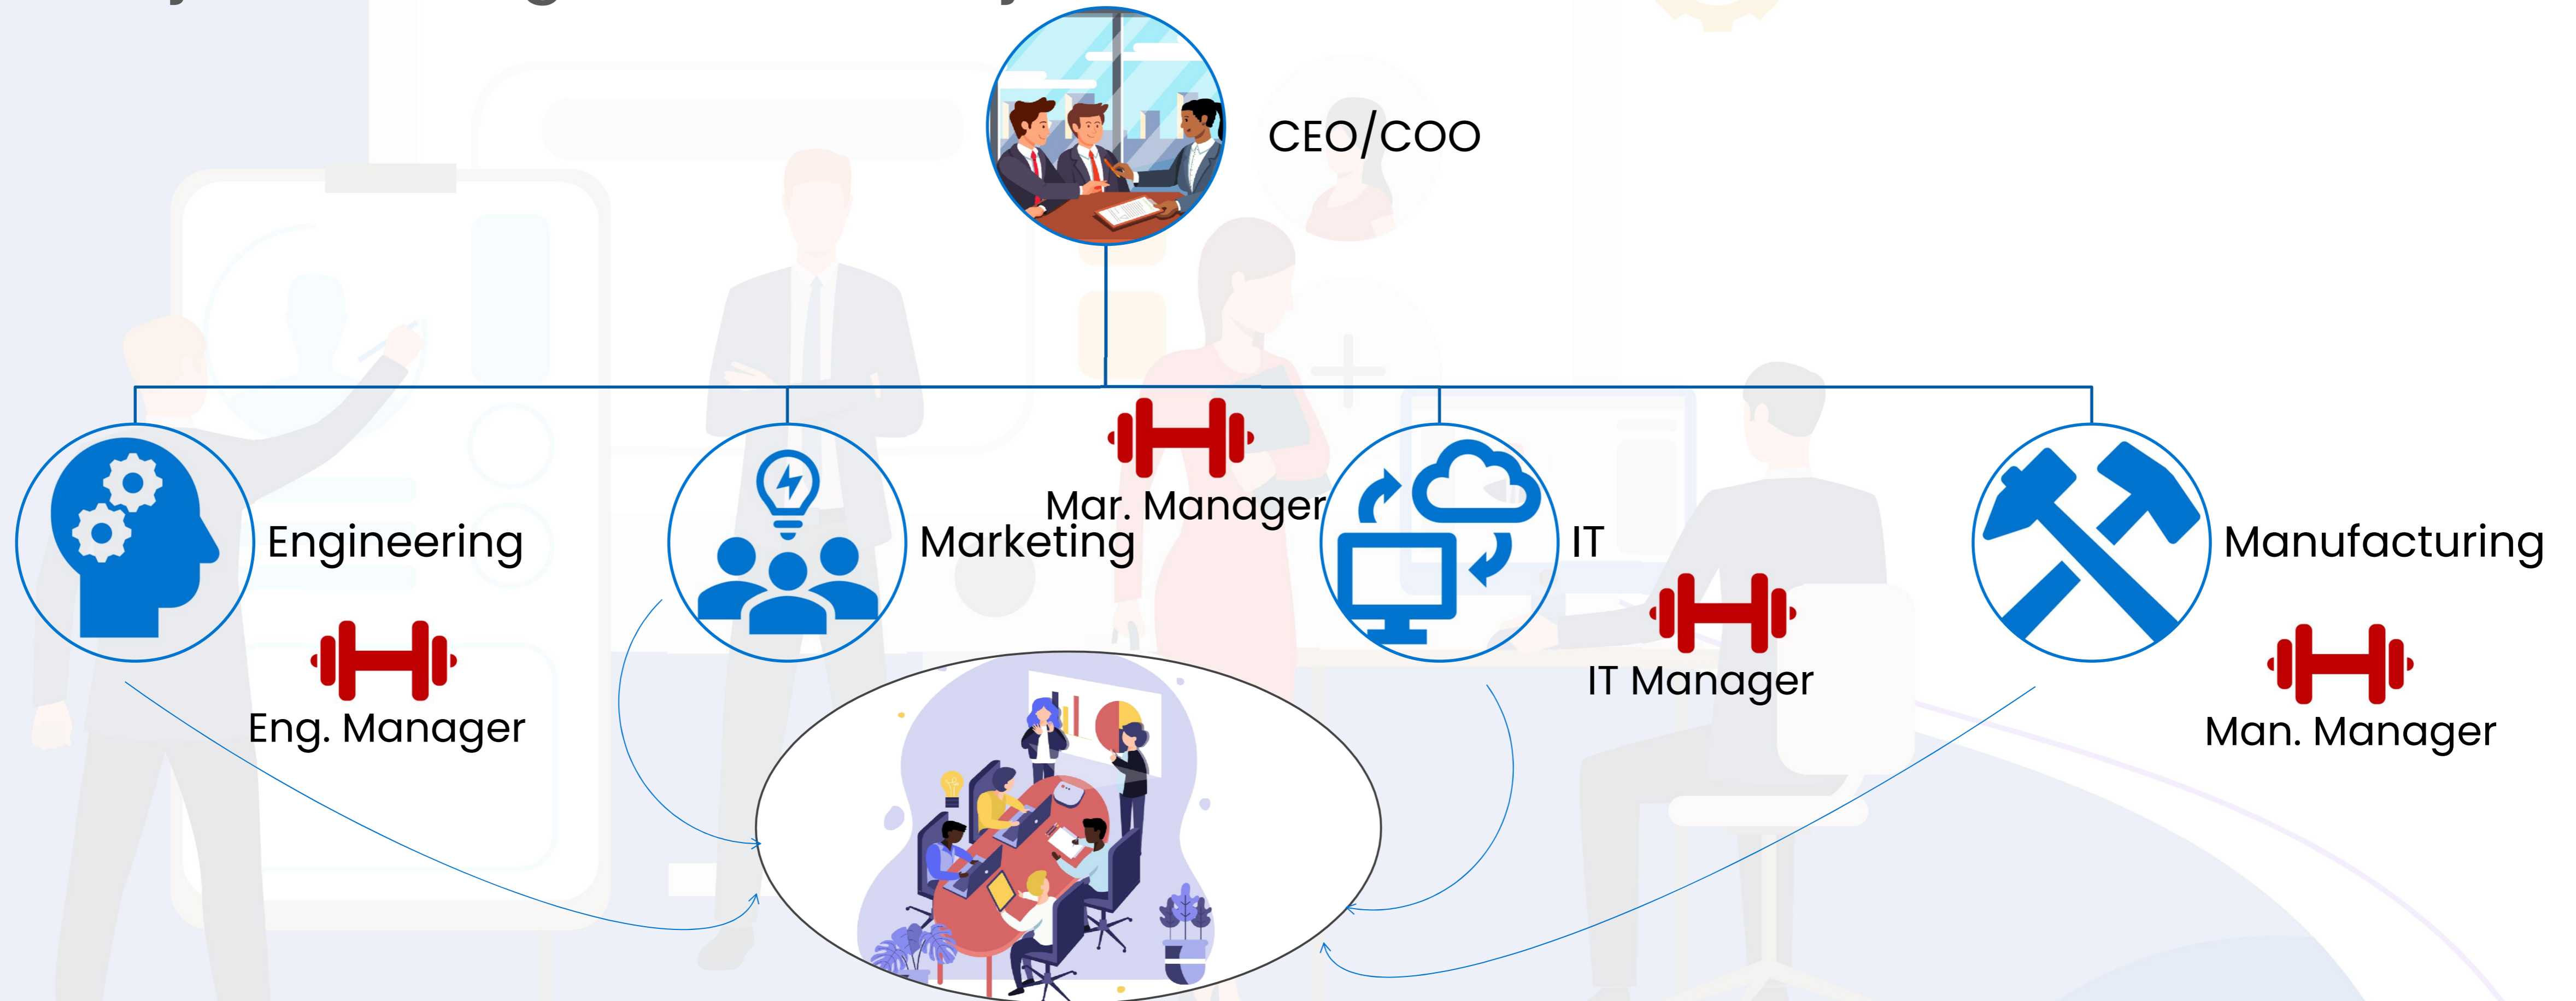 CEO/COO
Mar. Manager
Engineering
Marketing
IT
Manufacturing
IT Manager
Eng. Manager
Man. Manager